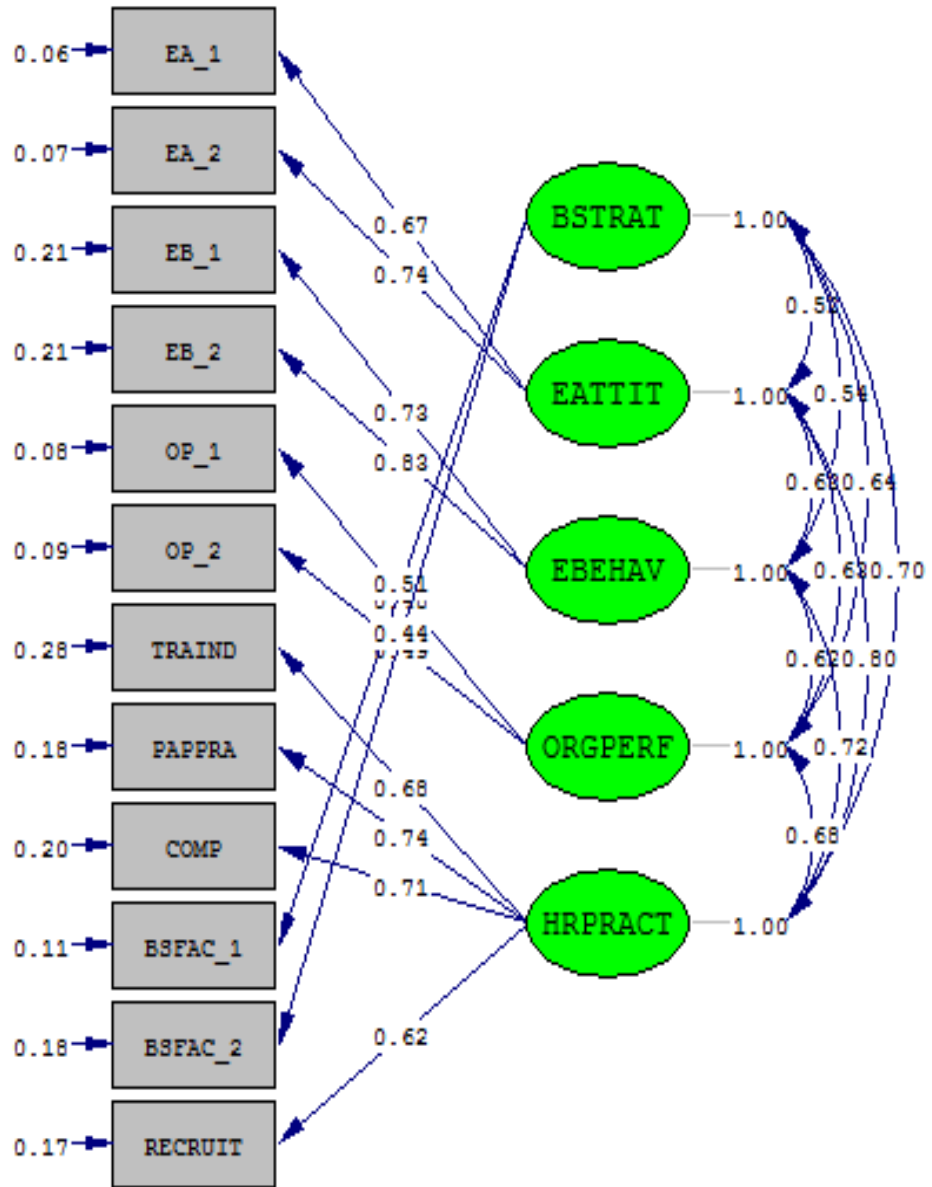 0.06 EA_1
0.07 EA_2
0.21 EB_1
0.21 EB_2
0.08 OP_1
0.09 OP_2
0.28 TRAIND
0.18 PAPPRA
0.20 COMP
0.11 BSFAC_1
0.18 BSFAC_2
0.17 RECRUIT
0.67
0.74
0.73
0.83
0.51
0.44
0.68
0.74
0.71
0.62
BSTRAT 1.00
EATTIT 1.00
EBEHAV 1.00
ORGPERF 1.00
HRPRACT 1.00
0.54
0.64
0.70
0.80
0.72
0.68